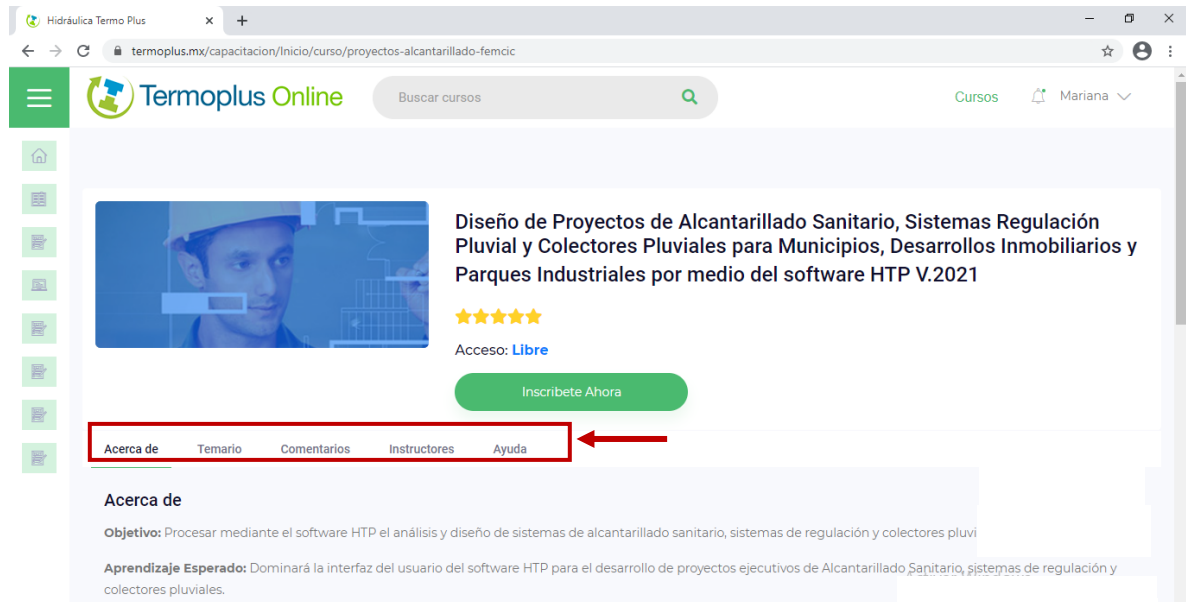 Hidráulica Termo Plus
termoplus.mx/capacitacion/Inicio/curso/proyectos-alcantarillado-femcic
Termoplus Online
Buscar cursos
Cursos
Mariana
Diseño de Proyectos de Alcantarillado Sanitario, Sistemas Regulación
Pluvial y Colectores Pluviales para Municipios, Desarrollos Inmobiliarios y
Parques Industriales por medio del software HTP V.2021
Acceso: Libre
Inscribete Ahora
Acerca de Temario Comentarios Instructores Ayuda
Acerca de
Objetivo: Procesar mediante el software HTP el análisis y diseño de sistemas de alcantarillado sanitario, sistemas de regulación y colectores pluvi
Aprendizaje Esperado: Dominará la interfaz del usuario del software HTP para el desarrollo de proyectos ejecutivos de Alcantarillado Sanitario, sistemas de regulación y
colectores pluviales.